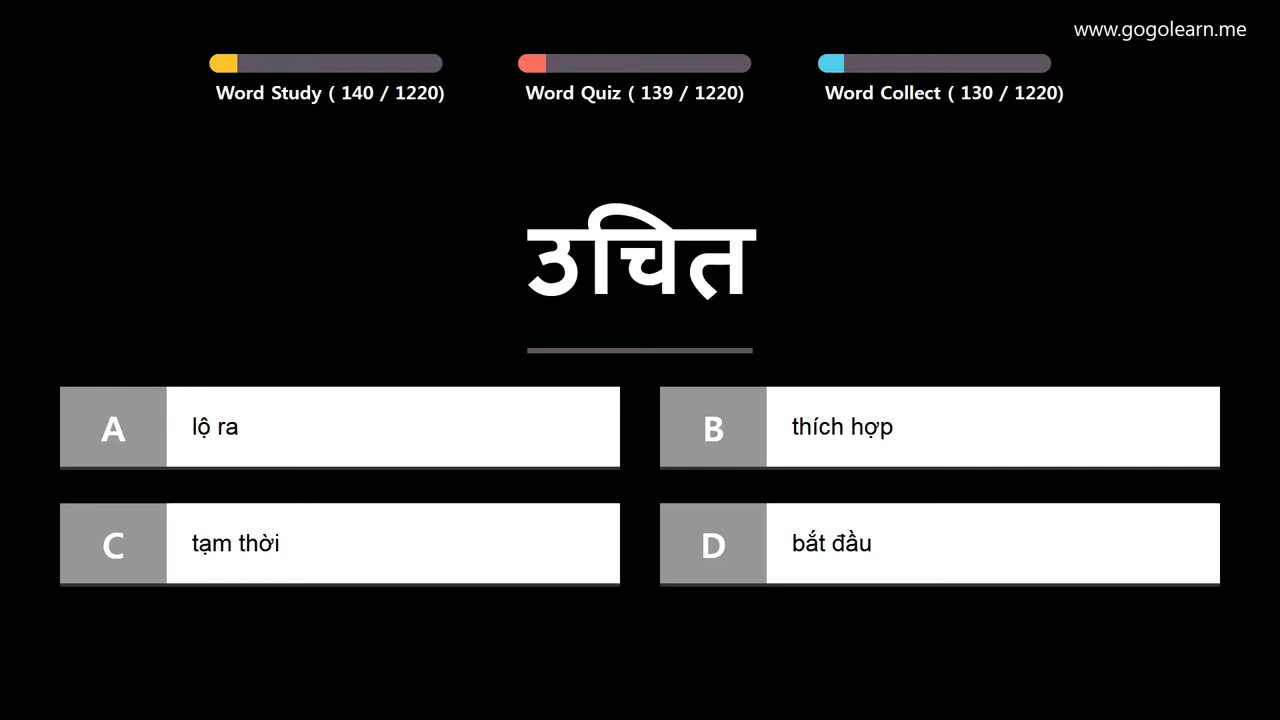 www.gogolearn.me
Word Study ( 140 / 1220)
Word Quiz ( 139 / 1220)
Word Collect ( 130 / 1220)
उचित
A lộ ra
B thích hợp
C tạm thời
D bắt đầu